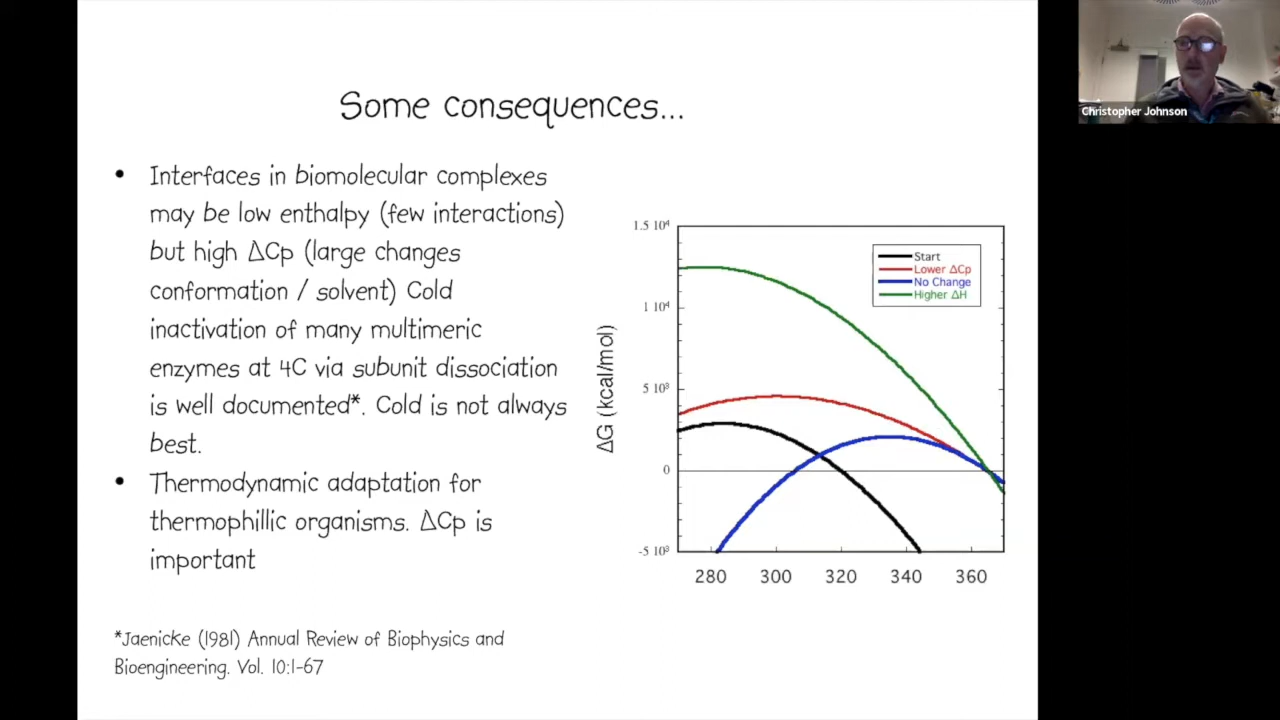 Some consequences...
• Interfaces in biomolecular complexes
may be low enthalpy (few interactions)
but high ΔCp (large changes
conformation / solvent) Cold
inactivation of many multimeric
enzymes at 4C via subunit dissociation
is well documented*. Cold is not always
best.
• Thermodynamic adaptation for
thermophillic organisms. ΔCp is
important
*Jaenicke (1981) Annual Review of Biophysics and
Bioengineering. Vol. 10:1-67
ΔG (kcal/mol)
1.5 10⁴
1 10⁴
5 10³
0
-5 10³
280 300 320 340 360
Start
Lower ΔCp
No Change
Higher ΔH
Christopher Johnson